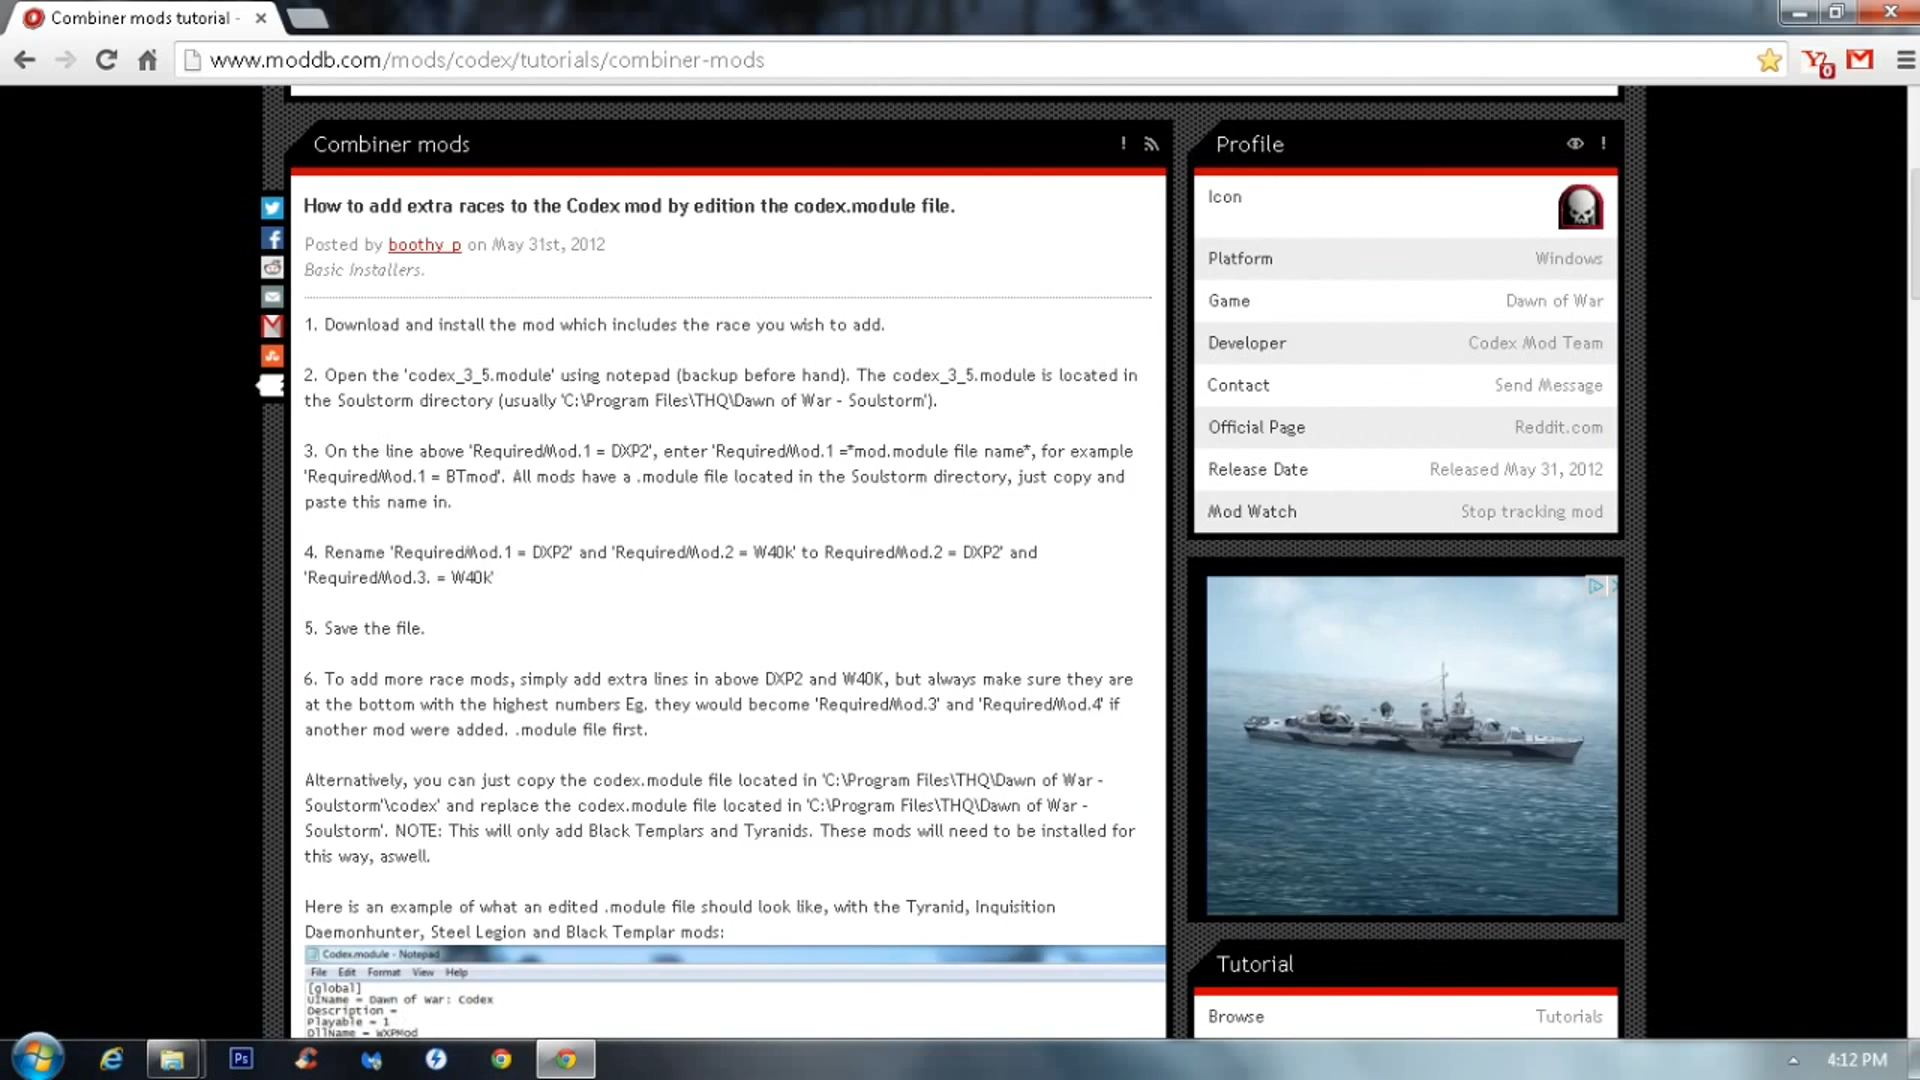 Combiner mods tutorial -
www.moddb.com/mods/codex/tutorials/combiner-mods
Combiner mods
How to add extra races to the Codex mod by edition the codex.module file.
Posted by boothy_p on May 31st, 2012
Basic Installers.
1. Download and install the mod which includes the race you wish to add.
2. Open the 'codex_3_5.module' using notepad (backup before hand). The codex_3_5.module is located in
the Soulstorm directory (usually 'C:\Program Files\THQ\Dawn of War - Soulstorm').
3. On the line above 'RequiredMod.1 = DXP2', enter 'RequiredMod.1 =*mod.module file name*, for example
'RequiredMod.1 = BTmod'. All mods have a .module file located in the Soulstorm directory, just copy and
paste this name in.
4. Rename 'RequiredMod.1 = DXP2' and 'RequiredMod.2 = W40k' to RequiredMod.2 = DXP2' and
'RequiredMod.3. = W40k'
5. Save the file.
6. To add more race mods, simply add extra lines in above DXP2 and W40K, but always make sure they are
at the bottom with the highest numbers Eg. they would become 'RequiredMod.3' and 'RequiredMod.4' if
another mod were added. .module file first.
Alternatively, you can just copy the codex.module file located in 'C:\Program Files\THQ\Dawn of War -
Soulstorm'\codex' and replace the codex.module file located in 'C:\Program Files\THQ\Dawn of War -
Soulstorm'. NOTE: This will only add Black Templars and Tyranids. These mods will need to be installed for
this way, aswell.
Here is an example of what an edited .module file should look like, with the Tyranid, Inquisition
Daemonhunter, Steel Legion and Black Templar mods:
Codex.module - Notepad
File Edit Format View Help
[global]
UIName = Dawn of War: Codex
Description =
Playable = 1
DllName = WXPMod
Profile
Icon
Platform Windows
Game Dawn of War
Developer Codex Mod Team
Contact Send Message
Official Page Reddit.com
Release Date Released May 31, 2012
Mod Watch Stop tracking mod
Tutorial
Browse Tutorials
Ps
4:12 PM